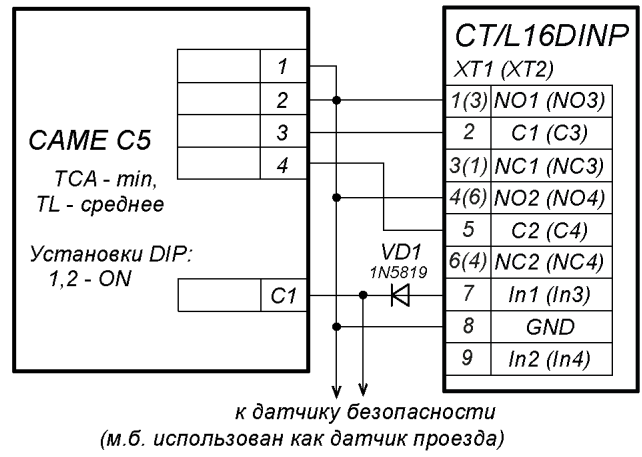 CT/L16DINP
XT1 (XT2)
1
2
3
4
C1
CAME C5
TCA - min,
TL - среднее
Установки DIP:
1,2 - ON
VD1
1N5819
1(3) NO1 (NO3)
2 C1 (C3)
3(1) NC1 (NC3)
4(6) NO2 (NO4)
5 C2 (C4)
6(4) NC2 (NC4)
7 In1 (In3)
8 GND
9 In2 (In4)
к датчику безопасности
(м.б. использован как датчик проезда)